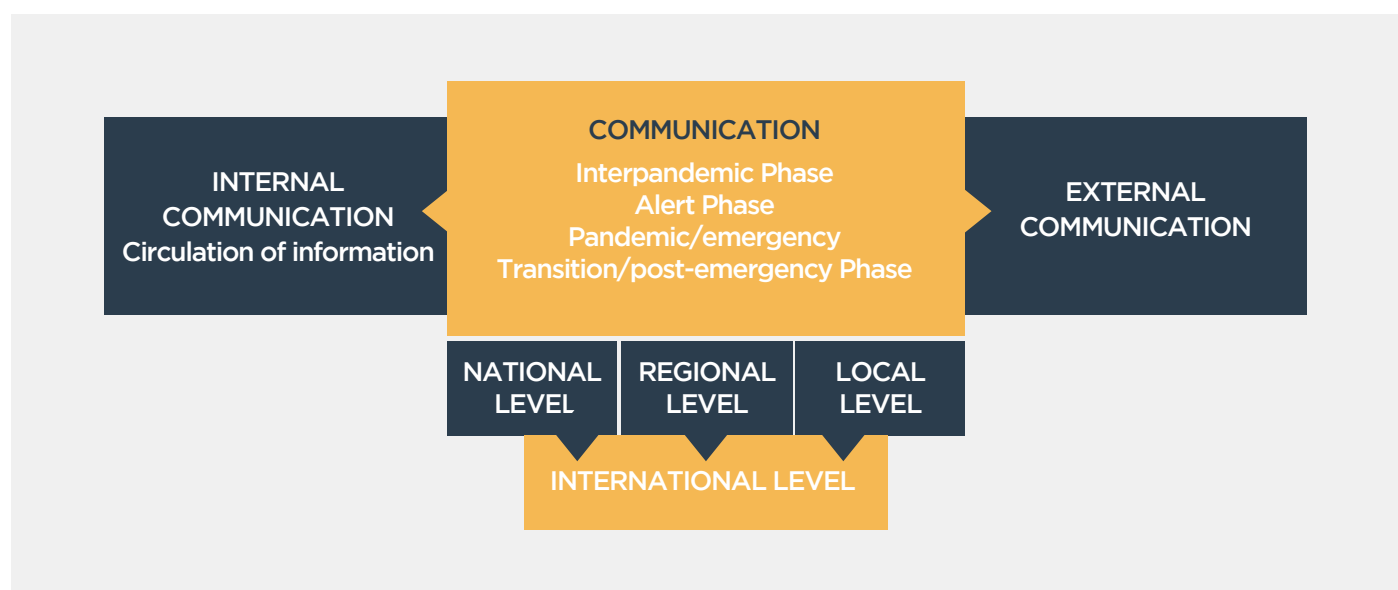 INTERNAL
COMMUNICATION
Circulation of information
COMMUNICATION
Interpandemic Phase
Alert Phase
Pandemic/emergency
Transition/post-emergency Phase
EXTERNAL
COMMUNICATION
NATIONAL
LEVEL
REGIONAL
LEVEL
LOCAL
LEVEL
INTERNATIONAL LEVEL